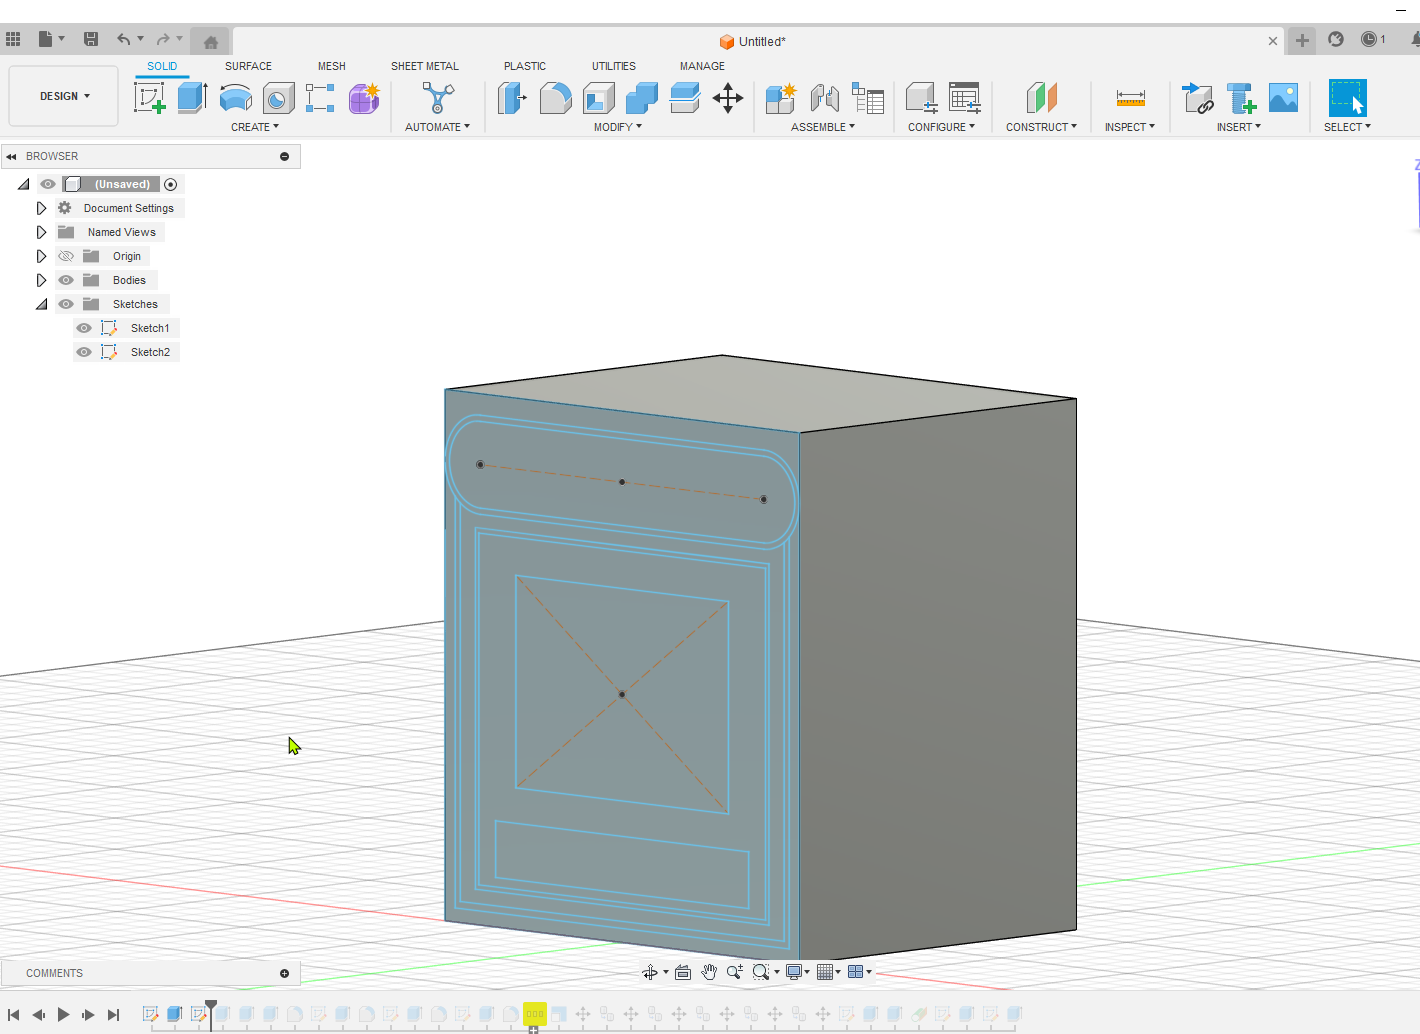 Untitled*
1
SOLID
SURFACE
MESH
SHEET METAL
PLASTIC
UTILITIES
MANAGE
DESIGN
CREATE
AUTOMATE
MODIFY
ASSEMBLE
CONFIGURE
CONSTRUCT
INSPECT
INSERT
SELECT
BROWSER
Z
(Unsaved)
Document Settings
Named Views
Origin
Bodies
Sketches
Sketch1
Sketch2
COMMENTS